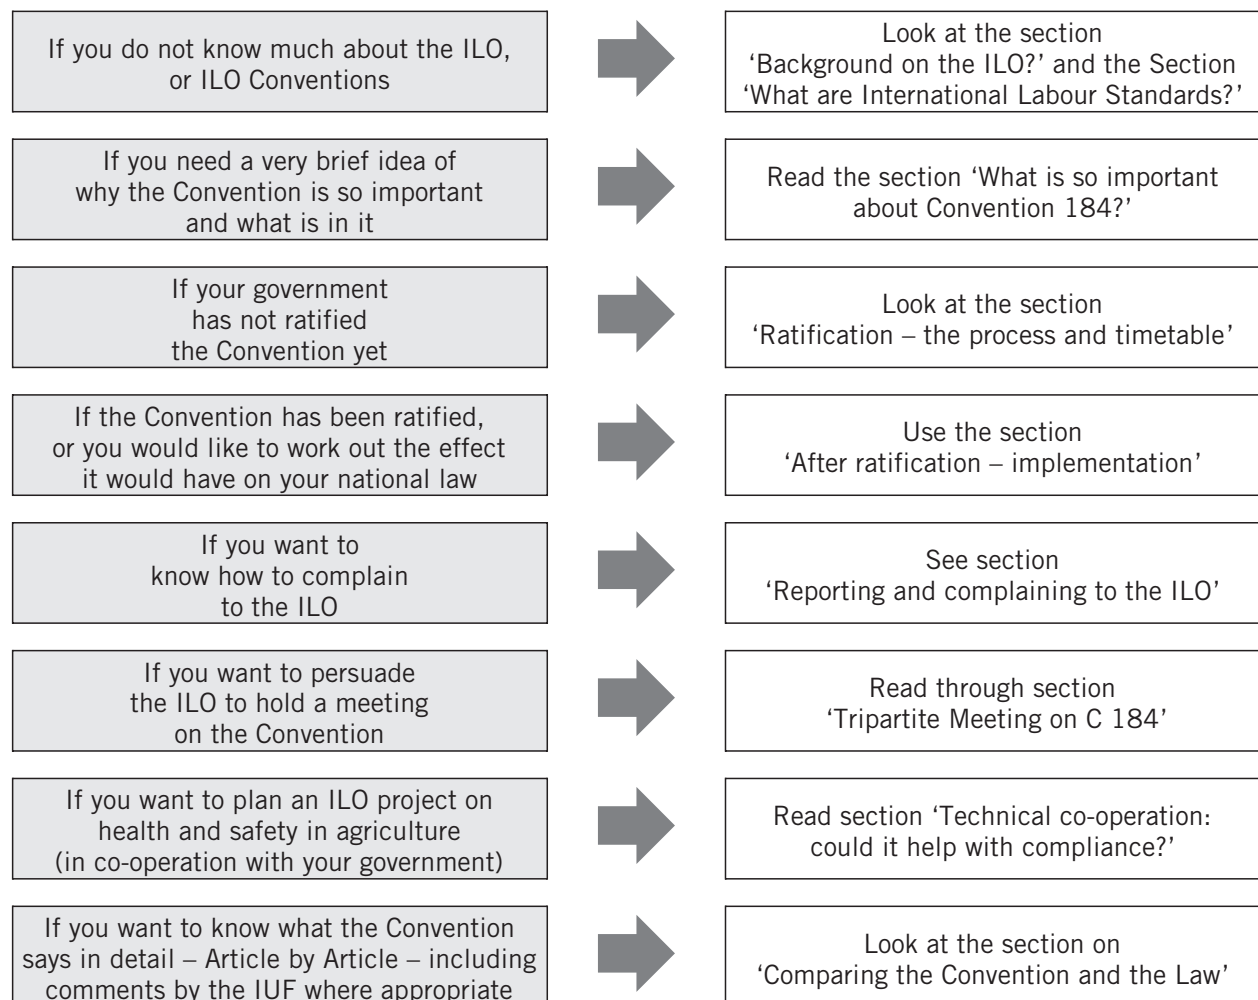 If you do not know much about the ILO,
or ILO Conventions
Look at the section
‘Background on the ILO?’ and the Section
‘What are International Labour Standards?’
If you need a very brief idea of
why the Convention is so important
and what is in it
Read the section ‘What is so important
about Convention 184?’
If your government
has not ratified
the Convention yet
Look at the section
‘Ratification – the process and timetable’
If the Convention has been ratified,
or you would like to work out the effect
it would have on your national law
Use the section
‘After ratification – implementation’
If you want to
know how to complain
to the ILO
See section
‘Reporting and complaining to the ILO’
If you want to persuade
the ILO to hold a meeting
on the Convention
Read through section
‘Tripartite Meeting on C 184’
If you want to plan an ILO project on
health and safety in agriculture
(in co-operation with your government)
Read section ‘Technical co-operation:
could it help with compliance?’
If you want to know what the Convention
says in detail – Article by Article – including
comments by the IUF where appropriate
Look at the section on
‘Comparing the Convention and the Law’